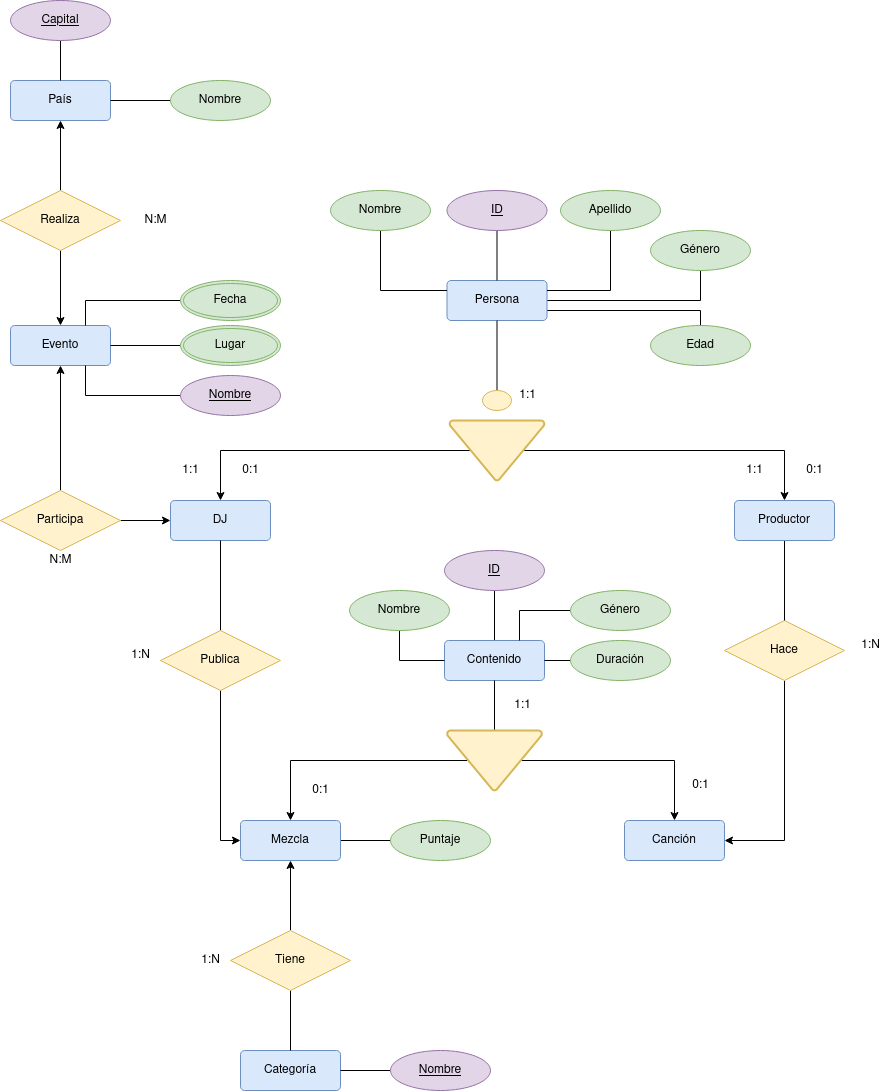 Capital
País
Nombre
Realiza
N:M
Nombre
ID
Apellido
Género
Fecha
Persona
Evento
Lugar
Edad
Nombre
1:1
1:1
0:1
1:1
0:1
Participa
DJ
Productor
N:M
ID
Nombre
Género
1:N
Publica
Contenido
Duración
Hace
1:N
1:1
0:1
0:1
Mezcla
Puntaje
Canción
1:N
Tiene
Categoría
Nombre